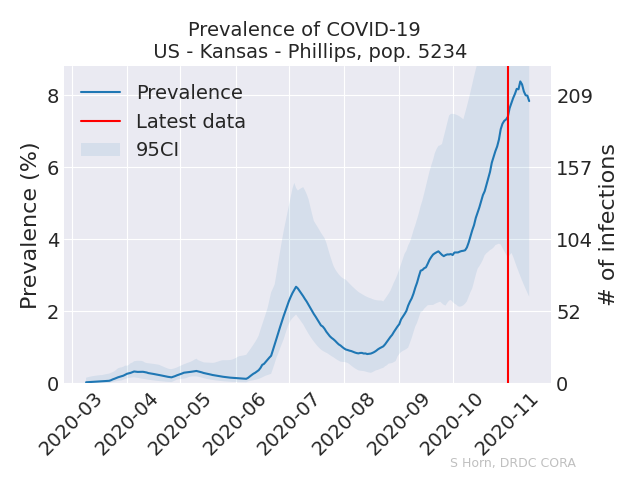 Prevalence of COVID-19
US - Kansas - Phillips, pop. 5234
Prevalence
Latest data
95CI
Prevalence (%)
8
6
4
2
0
209
157
104
52
0
# of infections
2020-03
2020-04
2020-05
2020-06
2020-07
2020-08
2020-09
2020-10
2020-11
S Horn, DRDC CORA